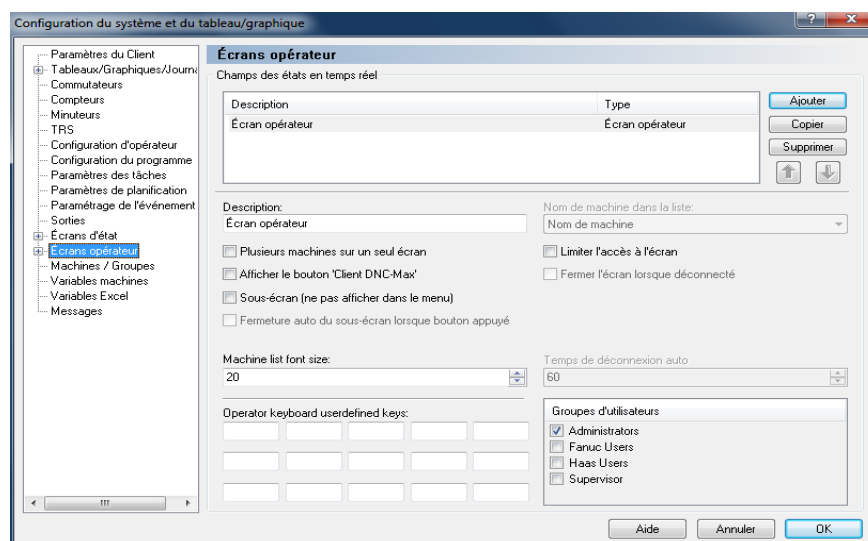 Configuration du système et du tableau/graphique
Paramètres du Client
Tableaux/Graphiques/Journa
Commutateurs
Compteurs
Minuteurs
TRS
Configuration d'opérateur
Configuration du programme
Paramètres des tâches
Paramètres de planification
Paramétrage de l'événement
Sorties
Écrans d'état
Écrans opérateur
Machines / Groupes
Variables machines
Variables Excel
Messages
Écrans opérateur
Champs des états en temps réel
Description Type
Écran opérateur Écran opérateur
Ajouter
Copier
Supprimer
Description:
Écran opérateur
Nom de machine dans la liste:
Nom de machine
Plusieurs machines sur un seul écran
Limiter l'accès à l'écran
Afficher le bouton 'Client DNC-Max'
Fermer l'écran lorsque déconnecté
Sous-écran (ne pas afficher dans le menu)
Fermeture auto du sous-écran lorsque bouton appuyé
Machine list font size:
20
Temps de déconnexion auto
60
Operator keyboard userdefined keys:
Groupes d'utilisateurs
Administrators
Fanuc Users
Haas Users
Supervisor
Aide Annuler OK